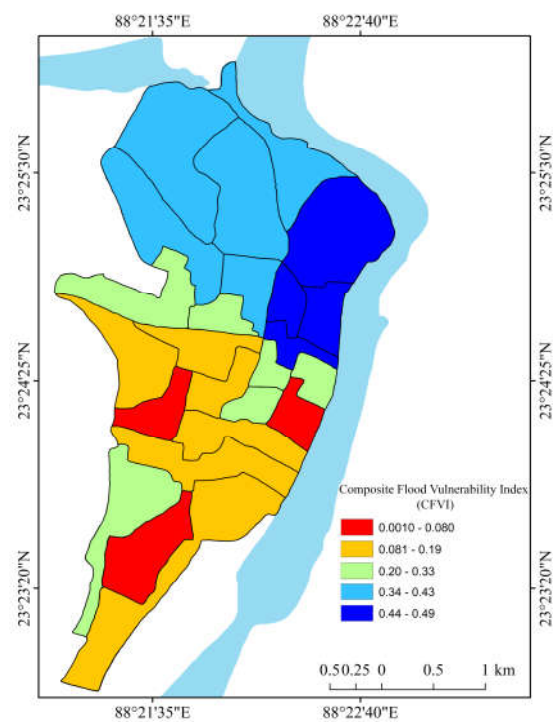 88°21'35"E 88°22'40"E
23°25'30"N 23°25'30"N
23°24'25"N 23°24'25"N
Composite Flood Vulnerability Index
(CFVI)
0.0010 - 0.080
0.081 - 0.19
0.20 - 0.33
0.34 - 0.43
0.44 - 0.49
23°23'20"N 23°23'20"N
0.50.25 0 0.5 1 km
88°21'35"E 88°22'40"E